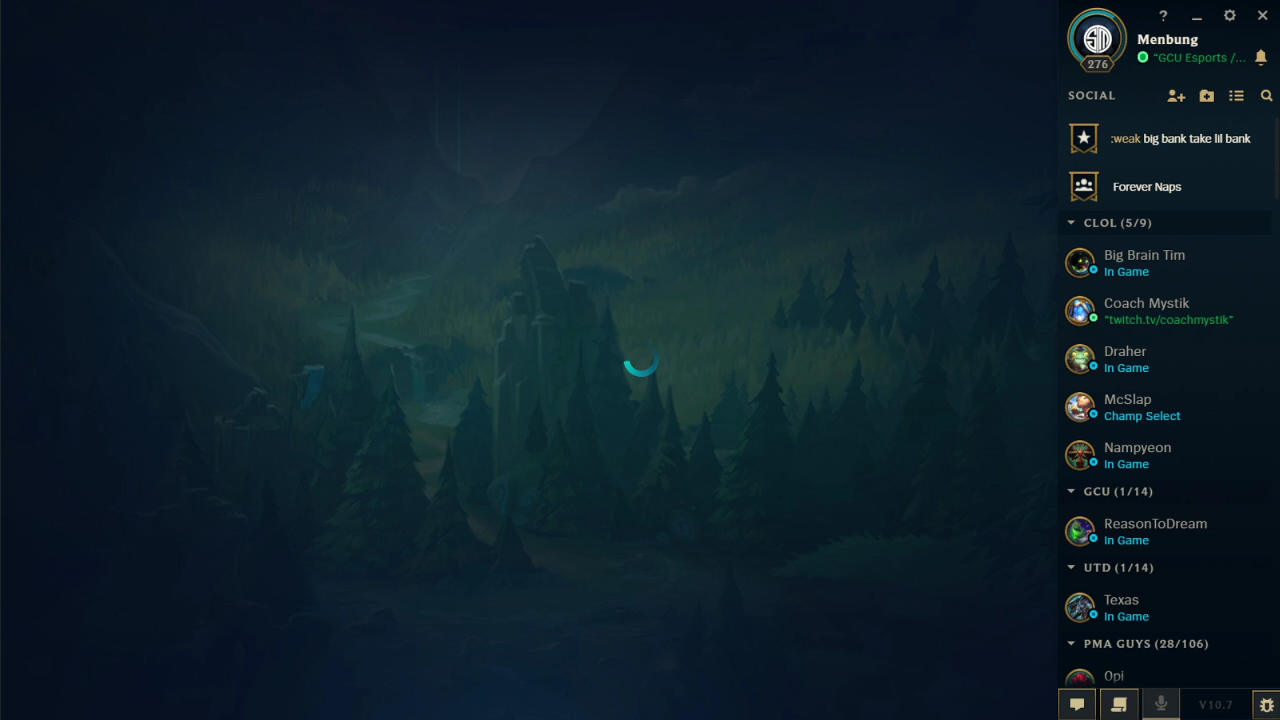 ?
Menbung
"GCU Esports /...
276
SOCIAL
:weak big bank take lil bank
Forever Naps
CLOL (5/9)
Big Brain Tim
In Game
Coach Mystik
"twitch.tv/coachmystik"
Draher
In Game
McSlap
Champ Select
Nampyeon
In Game
GCU (1/14)
ReasonToDream
In Game
UTD (1/14)
Texas
In Game
PMA GUYS (28/106)
Opi
V10.7